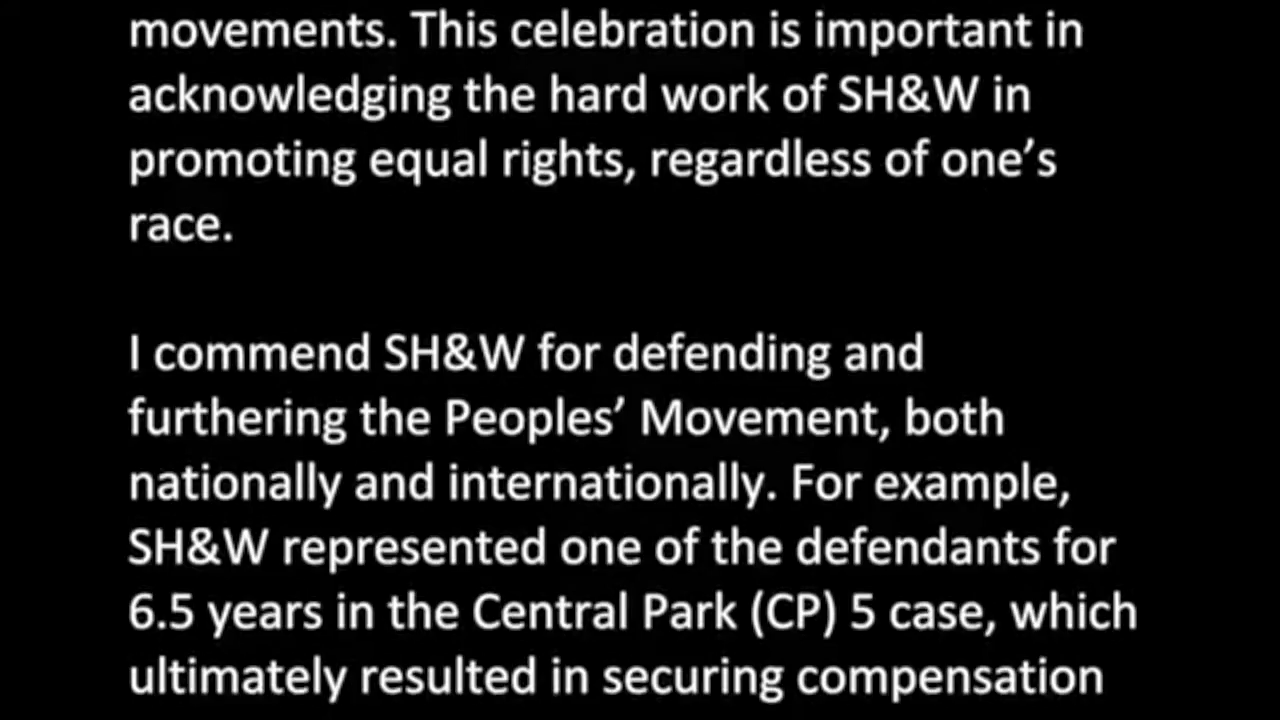 movements. This celebration is important in
acknowledging the hard work of SH&W in
promoting equal rights, regardless of one’s
race.
I commend SH&W for defending and
furthering the Peoples’ Movement, both
nationally and internationally. For example,
SH&W represented one of the defendants for
6.5 years in the Central Park (CP) 5 case, which
ultimately resulted in securing compensation